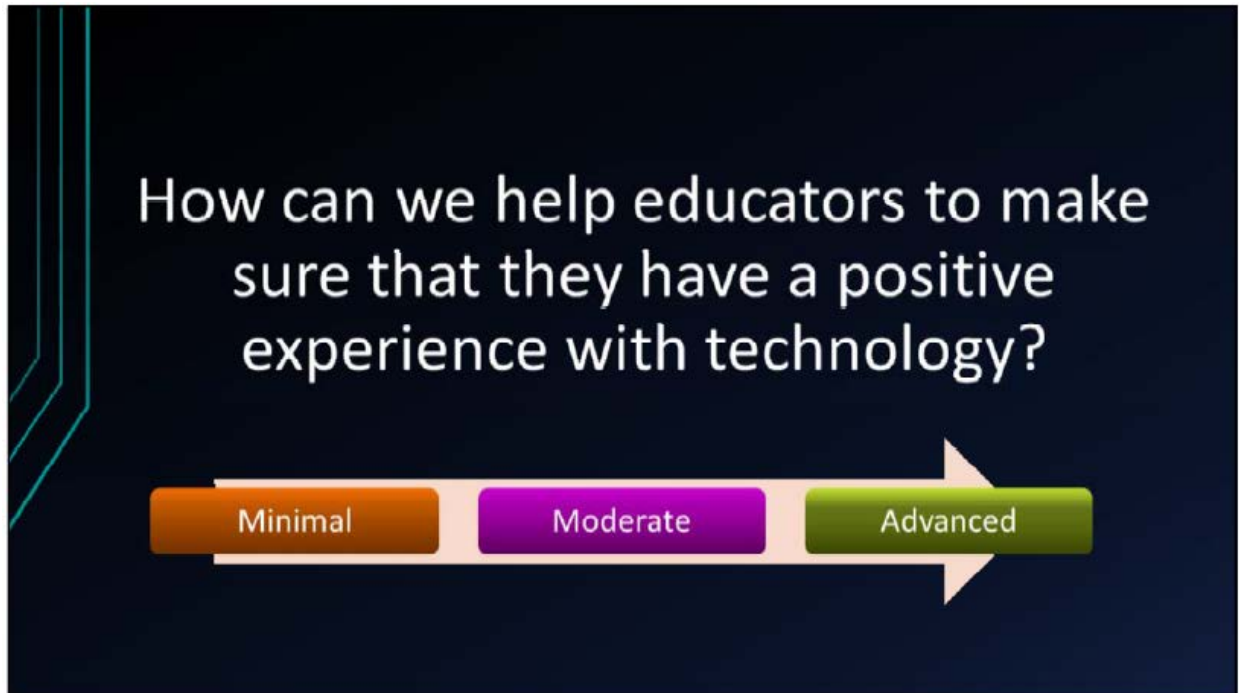 How can we help educators to make
sure that they have a positive
experience with technology?
Minimal
Moderate
Advanced